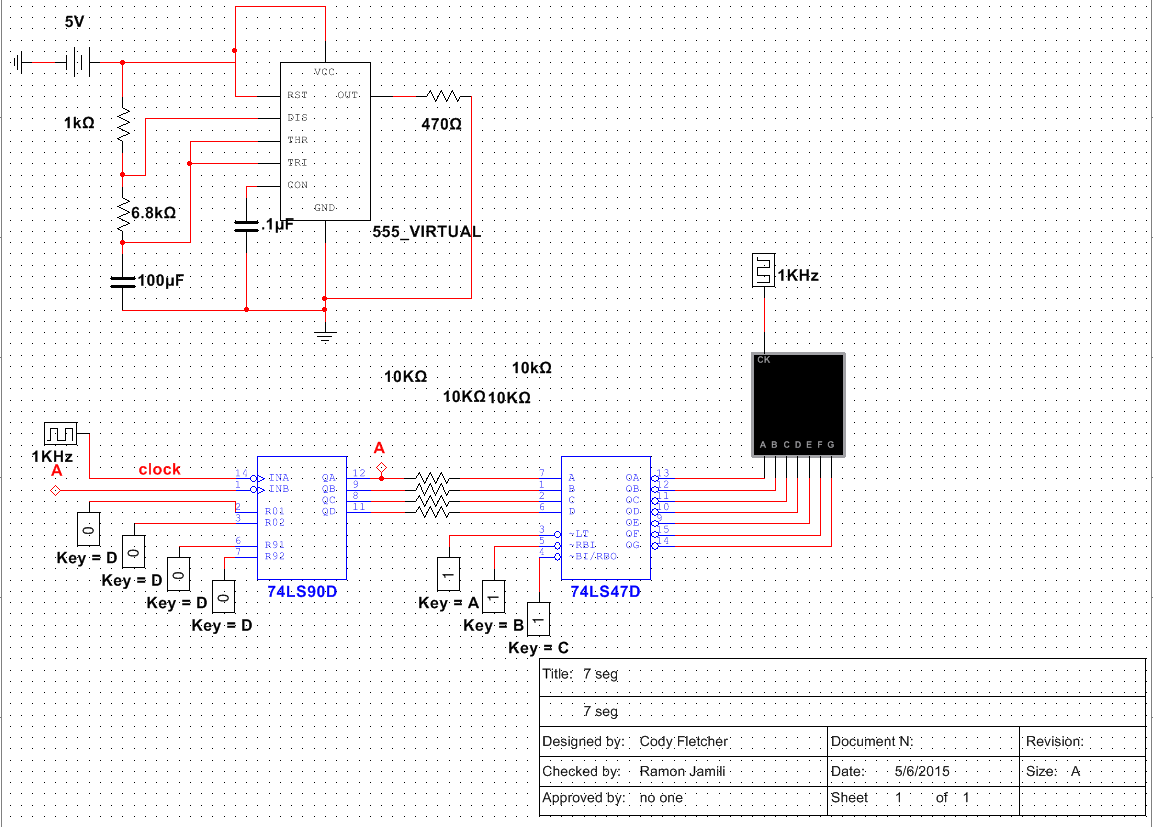 5V
VCC
RST OUT
DIS
THR
TRI
CON
GND
1kΩ
470Ω
6.8kΩ
.1µF
555_VIRTUAL
100µF
1KHz
CK
A B C D E F G
10KΩ
10kΩ
10KΩ 10KΩ
1KHz
A
clock
A
14 INA QA 12
1 INB QB 9
QC 8
2 R01 QD 11
3 R02
6 R91
7 R92
74LS90D
0
Key = D
0
Key = D
0
Key = D
0
Key = D
7 A QA 13
1 B QB 12
2 C QC 11
6 D QD 10
QE 9
3 ~LT QF 15
5 ~RBI QG 14
4 ~BI/RBO
74LS47D
1
Key = A
1
Key = B
1
Key = C
Title: 7 seg
7 seg
Designed by: Cody Fletcher Document N: Revision:
Checked by: Ramon Jamili Date: 5/6/2015 Size: A
Approved by: no one Sheet 1 of 1